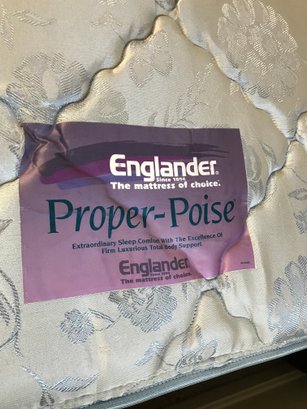 Englander®
Since 1894
The mattress of choice.
Proper-Poise
Extraordinary Sleep Comfort With The Excellence Of
Firm Luxurious Total Body Support
Englander
The mattress of choice.